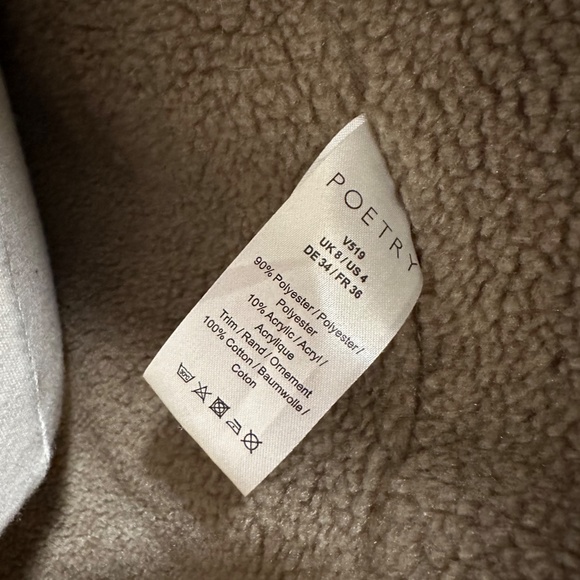 POETRY
V519
UK 8 / US 4
DE 34 / FR 36
90% Polyester / Polyester /
Polyester
10% Acrylic / Acryl /
Acrylique
Trim / Rand / Ornement
100% Cotton / Baumwolle /
Coton